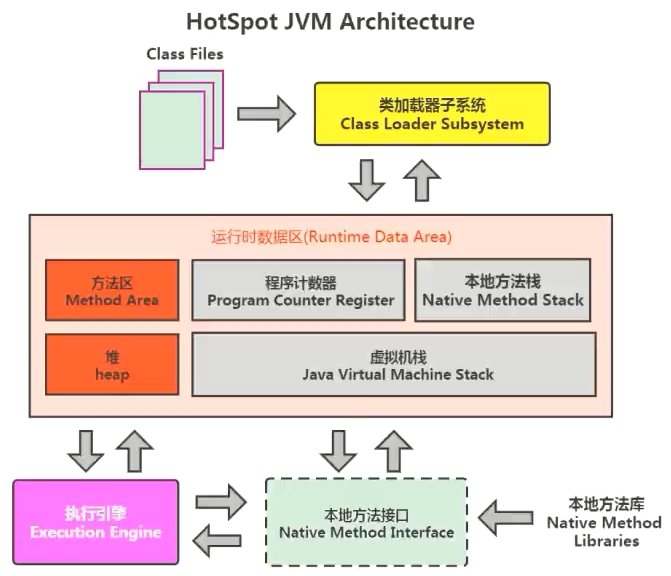 HotSpot JVM Architecture
Class Files
类加载器子系统
Class Loader Subsystem
运行时数据区(Runtime Data Area)
方法区
Method Area
程序计数器
Program Counter Register
本地方法栈
Native Method Stack
堆
heap
虚拟机栈
Java Virtual Machine Stack
执行引擎
Execution Engine
本地方法接口
Native Method Interface
本地方法库
Native Method
Libraries